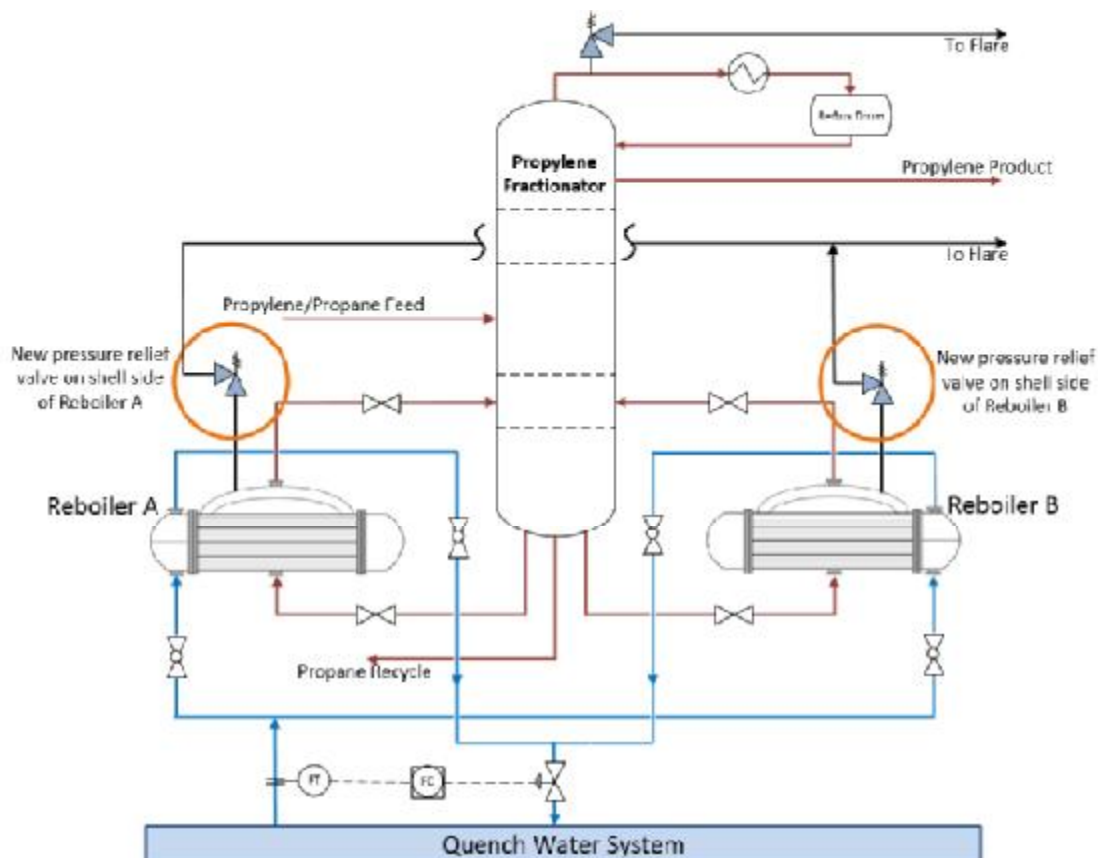 To Flare
Reflux Drum
Propylene
Fractionator
Propylene Product
To Flare
Propylene/Propane Feed
New pressure relief
valve on shell side
of Reboiler A
New pressure relief
valve on shell side
of Reboiler B
Reboiler A
Reboiler B
Propane Recycle
FT
FC
Quench Water System